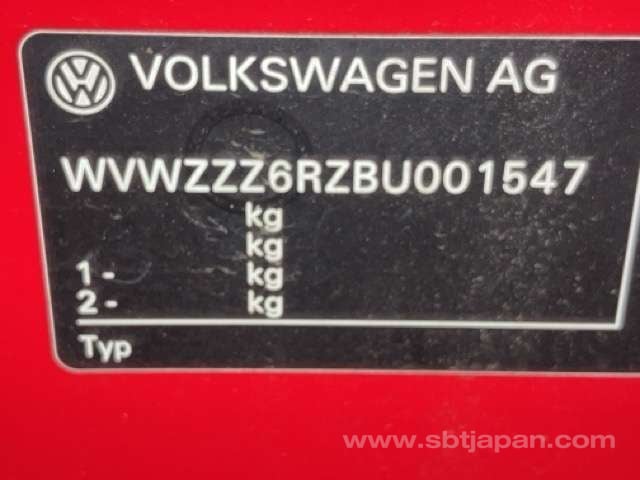 VOLKSWAGEN AG
WVWZZZ6RZBU001547
kg
kg
1 - kg
2 - kg
Typ
www.sbtjapan.com